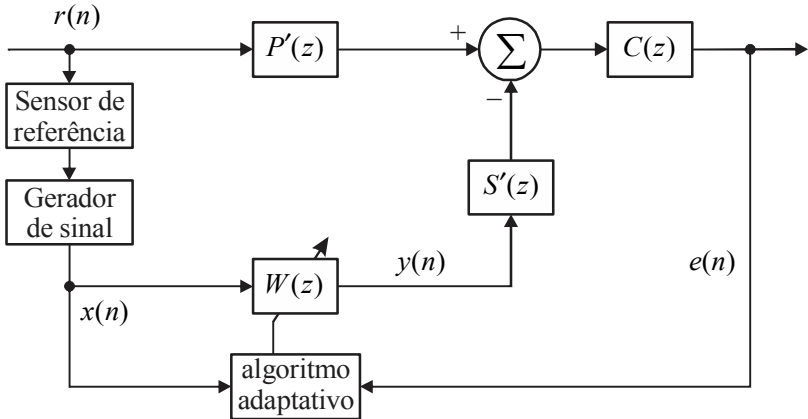 r(n)
P′(z)
+
Σ
−
C(z)
Sensor de
referência
Gerador
de sinal
S′(z)
x(n)
W(z)
y(n)
e(n)
algoritmo
adaptativo